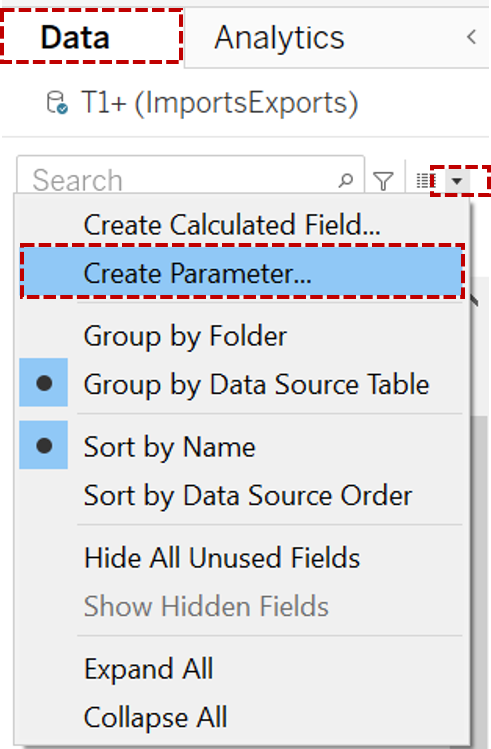 Data Analytics
T1+ (ImportsExports)
Search
Create Calculated Field...
Create Parameter...
Group by Folder
Group by Data Source Table
Sort by Name
Sort by Data Source Order
Hide All Unused Fields
Show Hidden Fields
Expand All
Collapse All